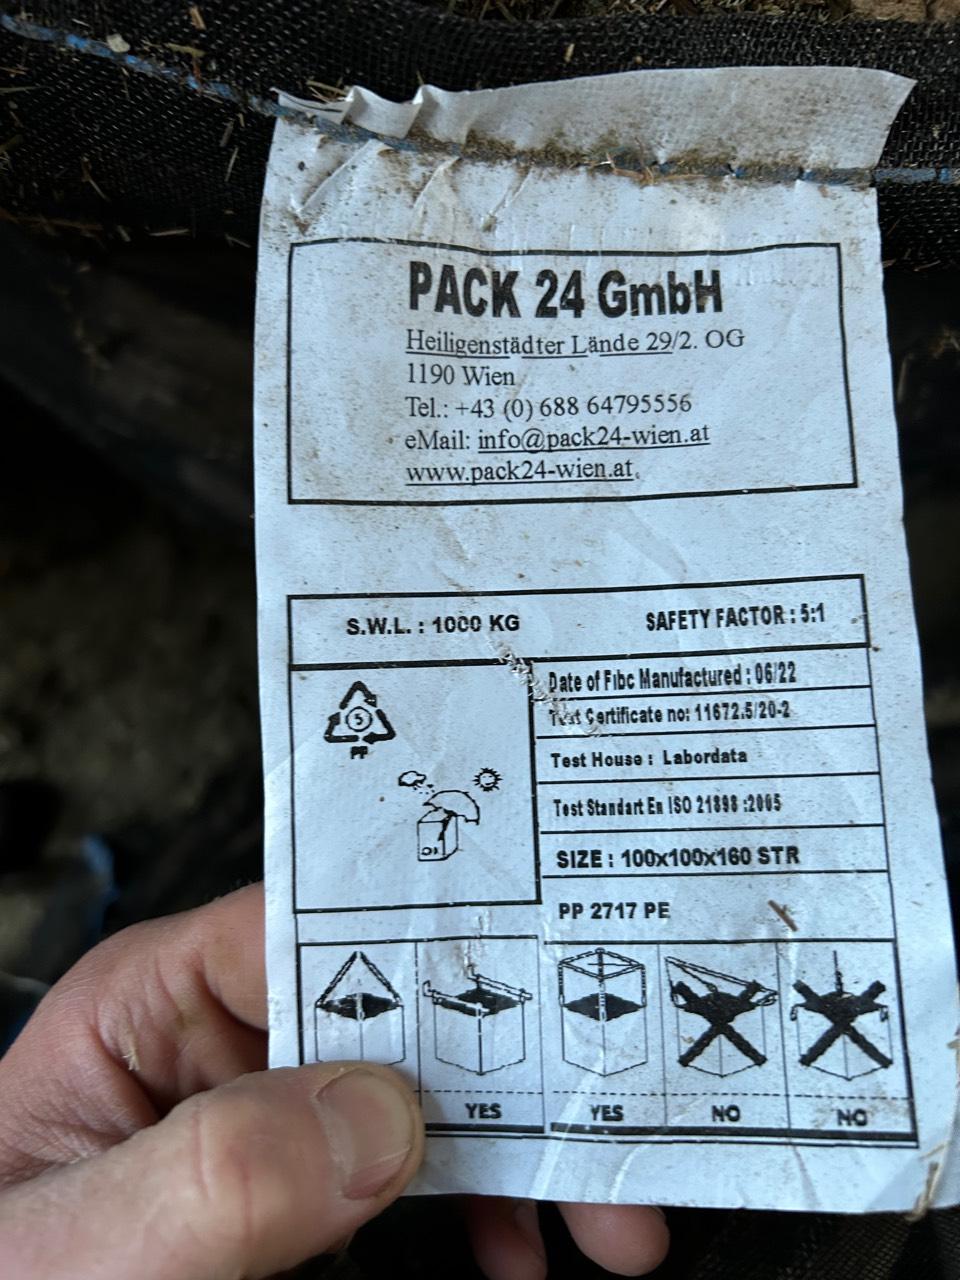 PACK 24 GmbH
Heiligenstädter Lände 29/2. OG
1190 Wien
Tel.: +43 (0) 688 64795556
eMail: info@pack24-wien.at
www.pack24-wien.at
S.W.L. : 1000 KG
SAFETY FACTOR : 5:1
Date of Fibc Manufactured : 06/22
Test Certificate no: 11672.5/20-2
Test House : Labordata
Test Standart En ISO 21898 :2005
SIZE : 100x100x160 STR
PP 2717 PE
5
PP
YES
YES
NO
NO